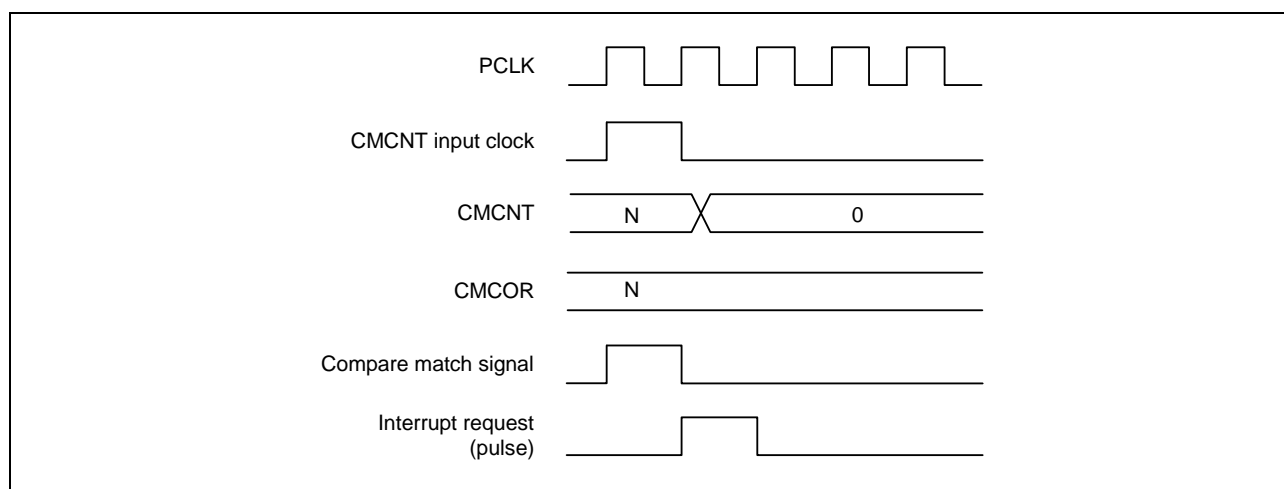 PCLK
CMCNT input clock
CMCNT N 0
CMCOR N
Compare match signal
Interrupt request
(pulse)